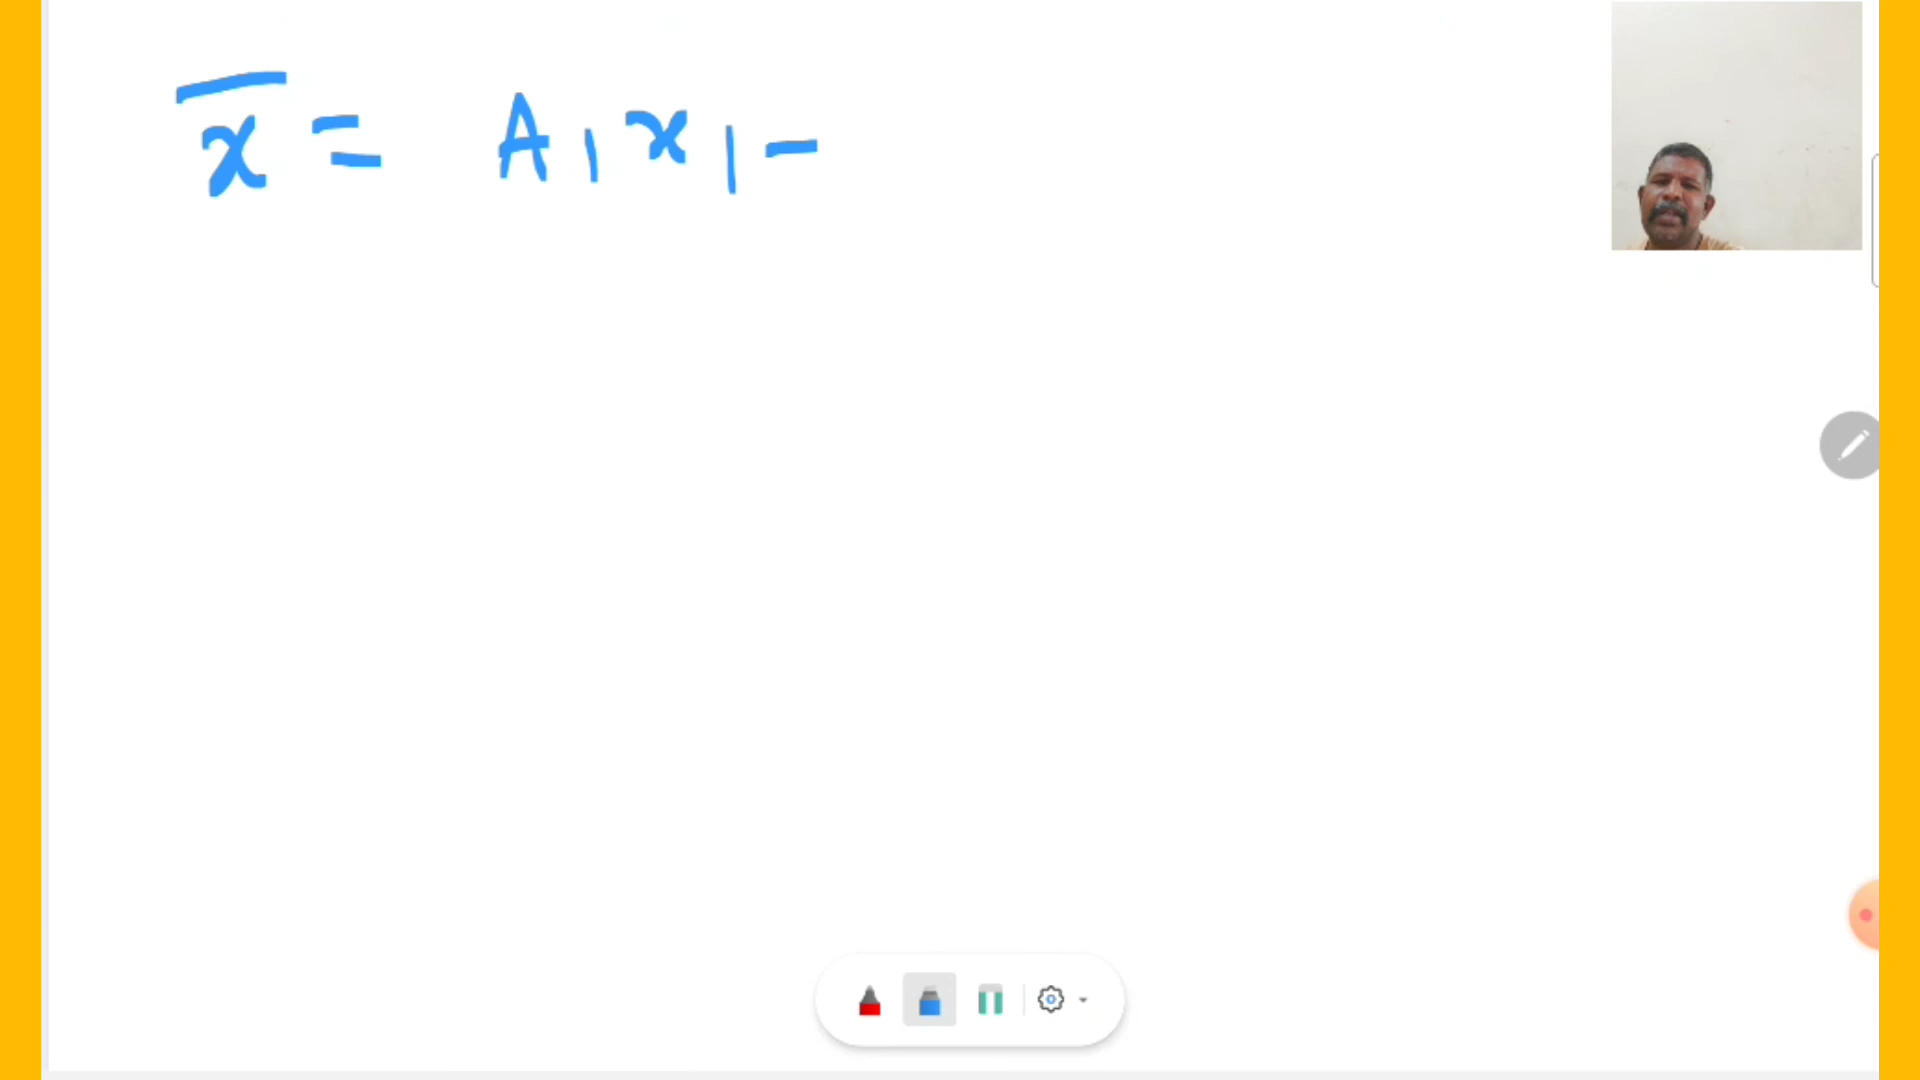 x̅ = A₁x₁ -